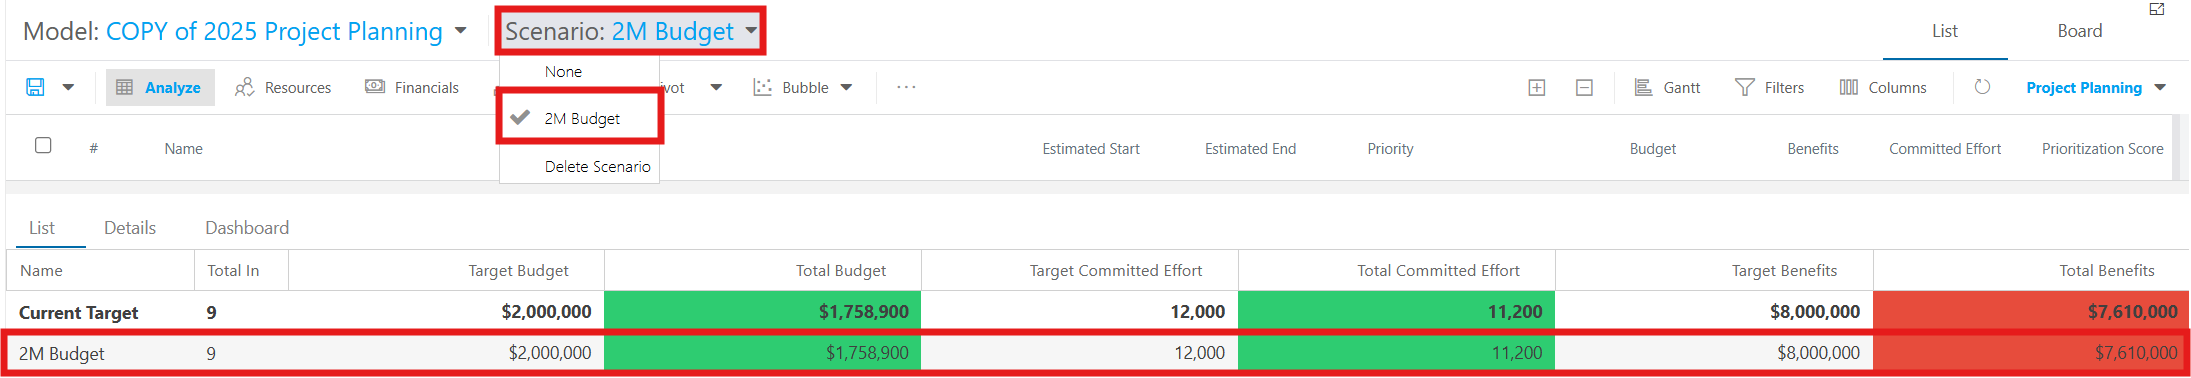 Model: COPY of 2025 Project Planning Scenario: 2M Budget List Board
None
Analyze Resources Financials ivot Bubble ... Gantt Filters Columns Project Planning
2M Budget
# Name Estimated Start Estimated End Priority Budget Benefits Committed Effort Prioritization Score
Delete Scenario
List Details Dashboard
Name Total In Target Budget Total Budget Target Committed Effort Total Committed Effort Target Benefits Total Benefits
Current Target 9 $2,000,000 $1,758,900 12,000 11,200 $8,000,000 $7,610,000
2M Budget 9 $2,000,000 $1,758,900 12,000 11,200 $8,000,000 $7,610,000